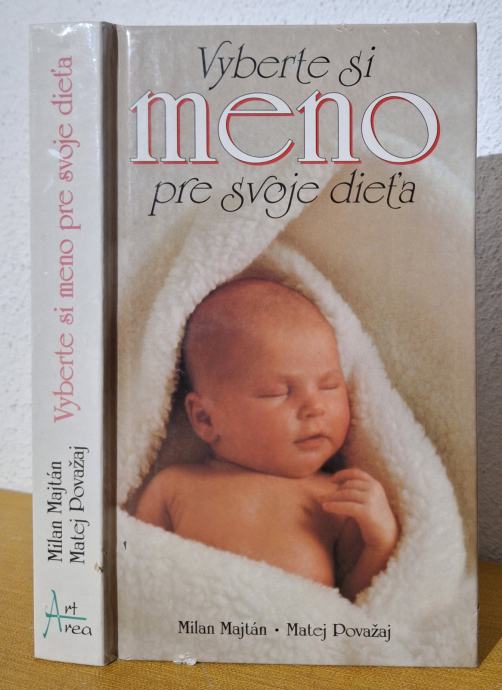 Vyberte si
meno
pre svoje dieťa
Milan Majtán • Matej Považaj
Vyberte si meno pre svoje dieťa
Milan Majtán
Matej Považaj
Art
Area